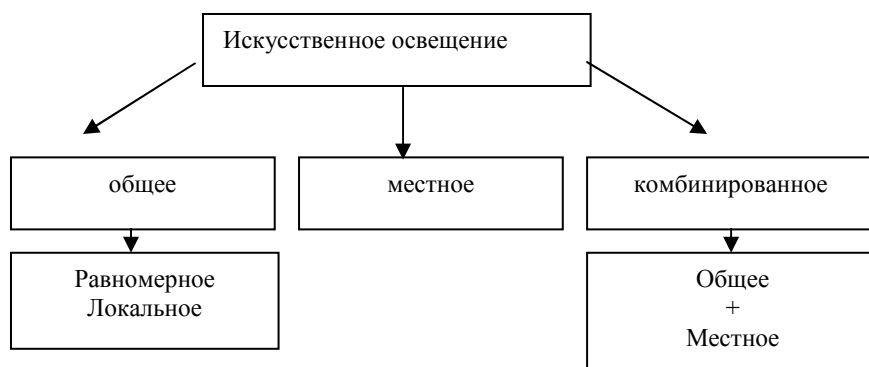 Искусственное освещение
общее
местное
комбинированное
Равномерное
Локальное
Общее
+
Местное